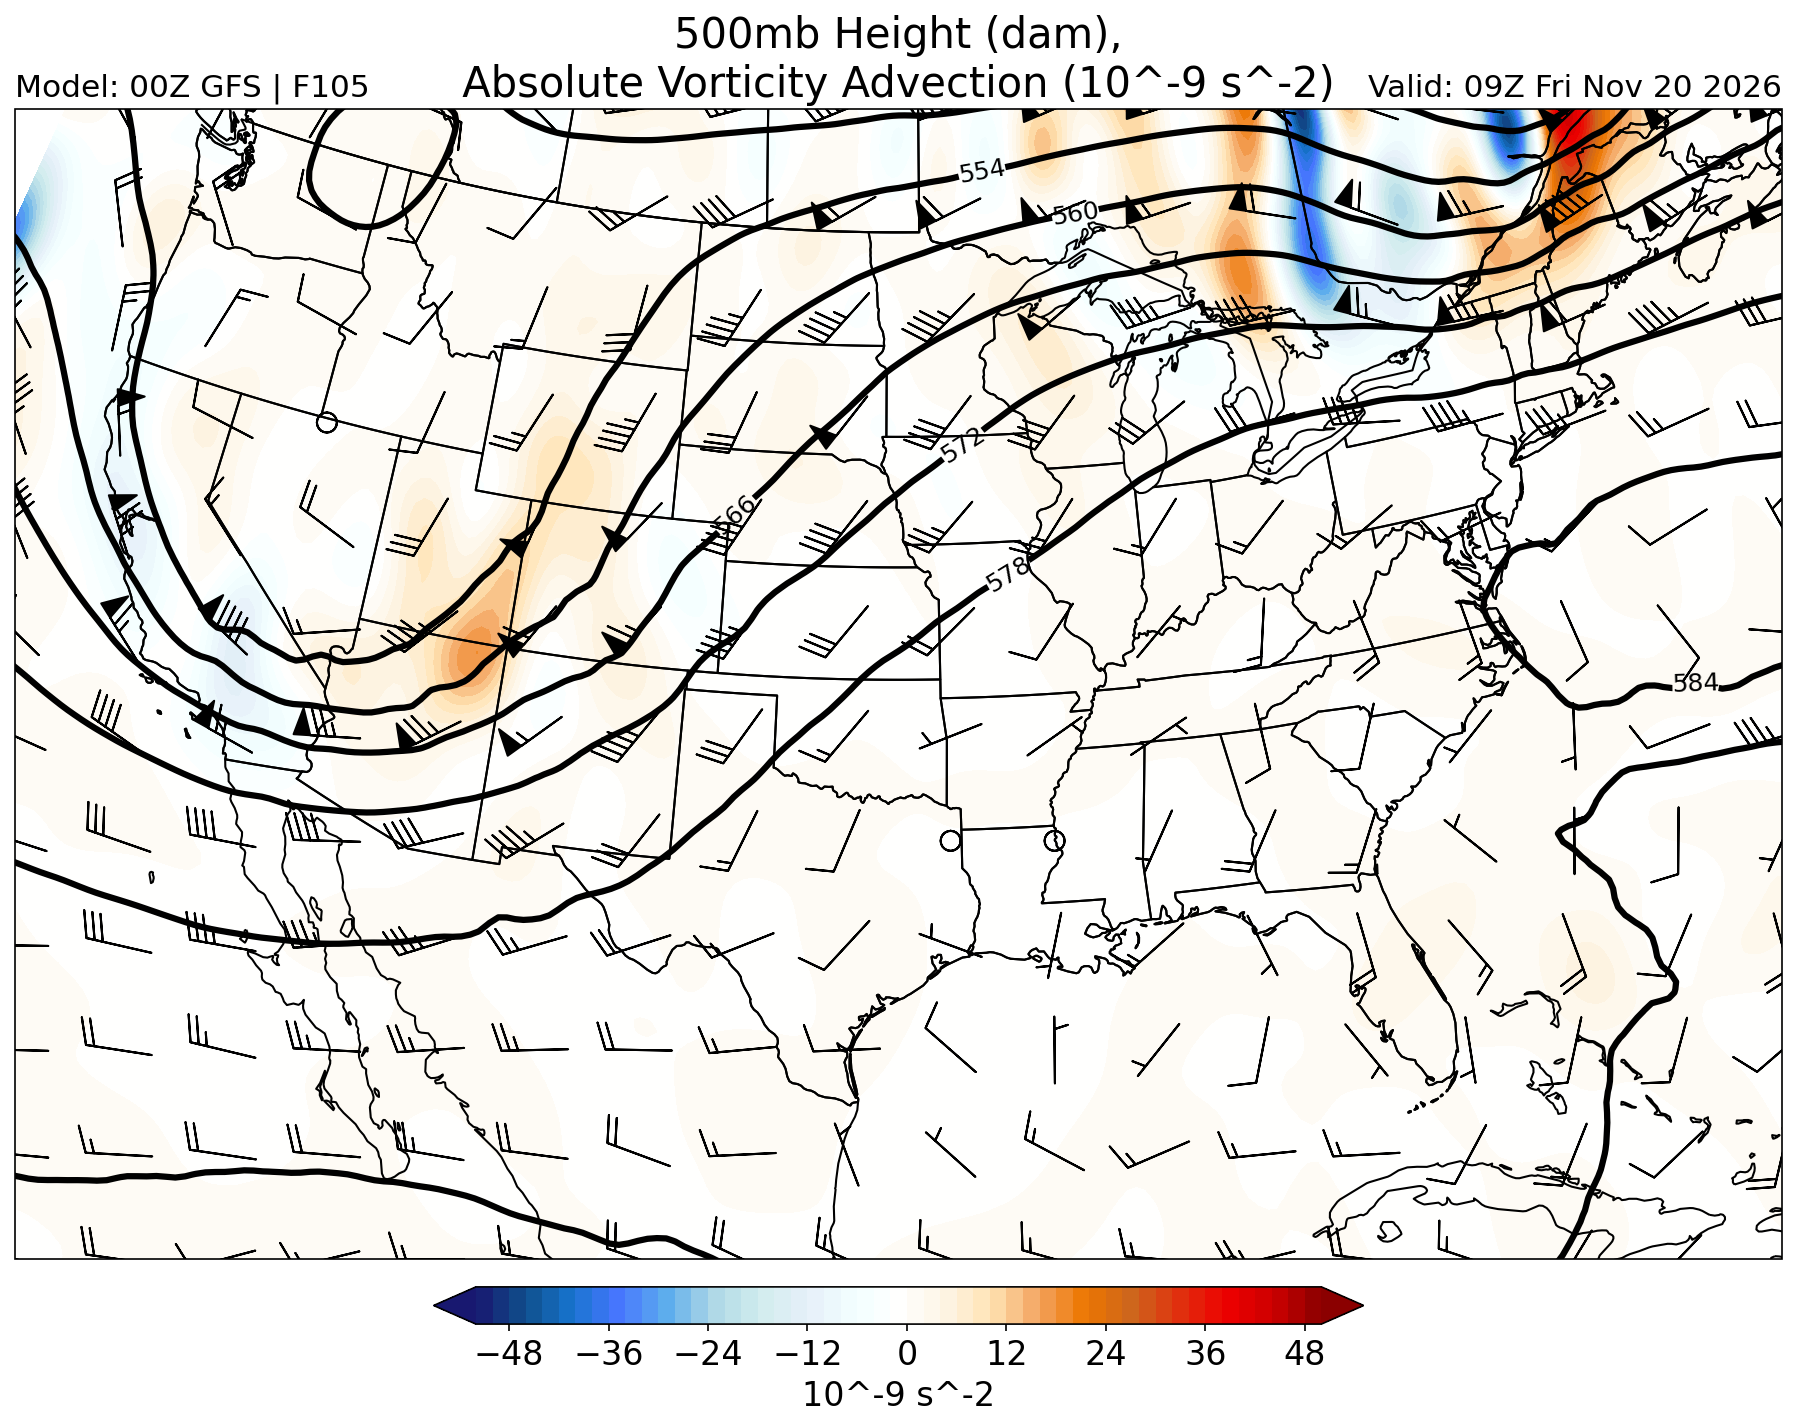 500mb Height (dam),
Model: 00Z GFS | F105
Absolute Vorticity Advection (10^-9 s^-2)
Valid: 09Z Fri Nov 20 2026
554
560
572
566
578
584
−48 −36 −24 −12 0 12 24 36 48
10^-9 s^-2